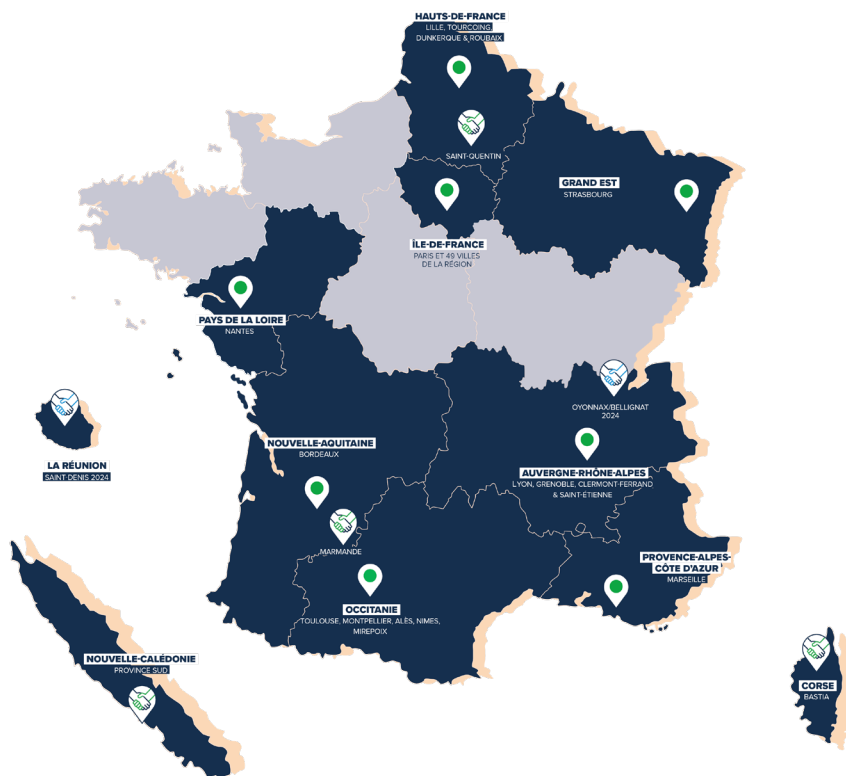 HAUTS-DE-FRANCE
LILLE, TOURCOING,
DUNKERQUE & ROUBAIX
SAINT-QUENTIN
GRAND EST
STRASBOURG
ÎLE-DE-FRANCE
PARIS ET 49 VILLES
DE LA RÉGION
PAYS DE LA LOIRE
NANTES
OYONNAX/BELLIGNAT
2024
LA RÉUNION
SAINT-DENIS 2024
NOUVELLE-AQUITAINE
BORDEAUX
AUVERGNE-RHÔNE-ALPES
LYON, GRENOBLE, CLERMONT-FERRAND,
& SAINT-ÉTIENNE
MARMANDE
PROVENCE-ALPES-
CÔTE D'AZUR
MARSEILLE
OCCITANIE
TOULOUSE, MONTPELLIER, ALÈS, NIMES,
MIREPOIX
NOUVELLE-CALÉDONIE
PROVINCE SUD
CORSE
BASTIA